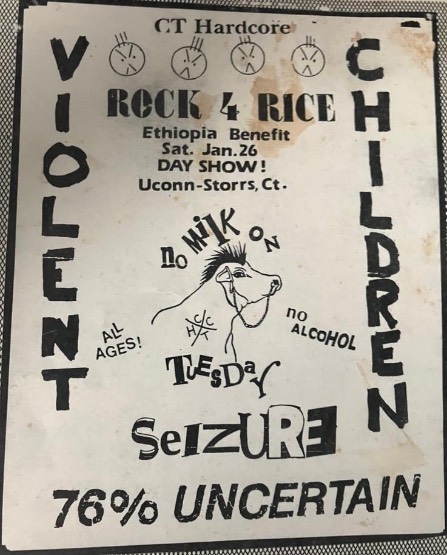 CT Hardcore
VIOLENT
CHILDREN
ROCK 4 RICE
Ethiopia Benefit
Sat. Jan. 26
DAY SHOW!
Uconn-Storrs, Ct.
no MilK ON
C C
H X
ALL
AGES!
no
ALCOHOL
TUESDAY
SeIZURE
76% UNCERTAIN